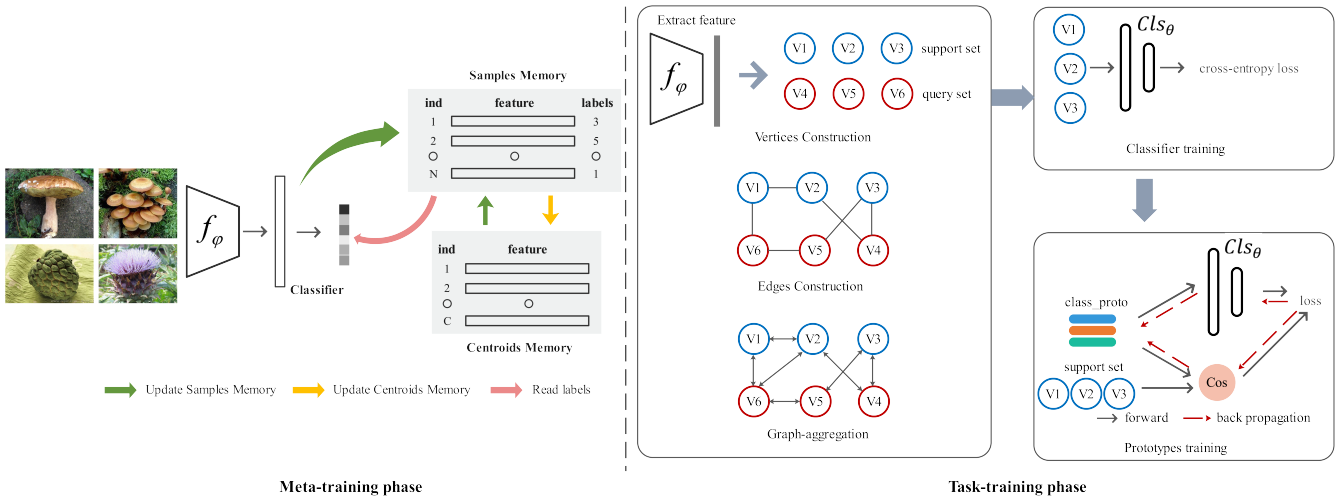 Samples Memory
ind feature labels
1 3
2 5
N 1
f_φ
Classifier
ind feature
1
2
C
Centroids Memory
Update Samples Memory
Update Centroids Memory
Read labels
Meta-training phase
Extract feature
f_φ
V1 V2 V3 support set
V4 V5 V6 query set
Vertices Construction
V1 V2 V3
V6 V5 V4
Edges Construction
V1 V2 V3
V6 V5 V4
Graph-aggregation
V1
V2
V3
Cls_θ
cross-entropy loss
Classifier training
Cls_θ
class_proto
loss
support set
Cos
V1 V2 V3
forward
back propagation
Prototypes training
Task-training phase